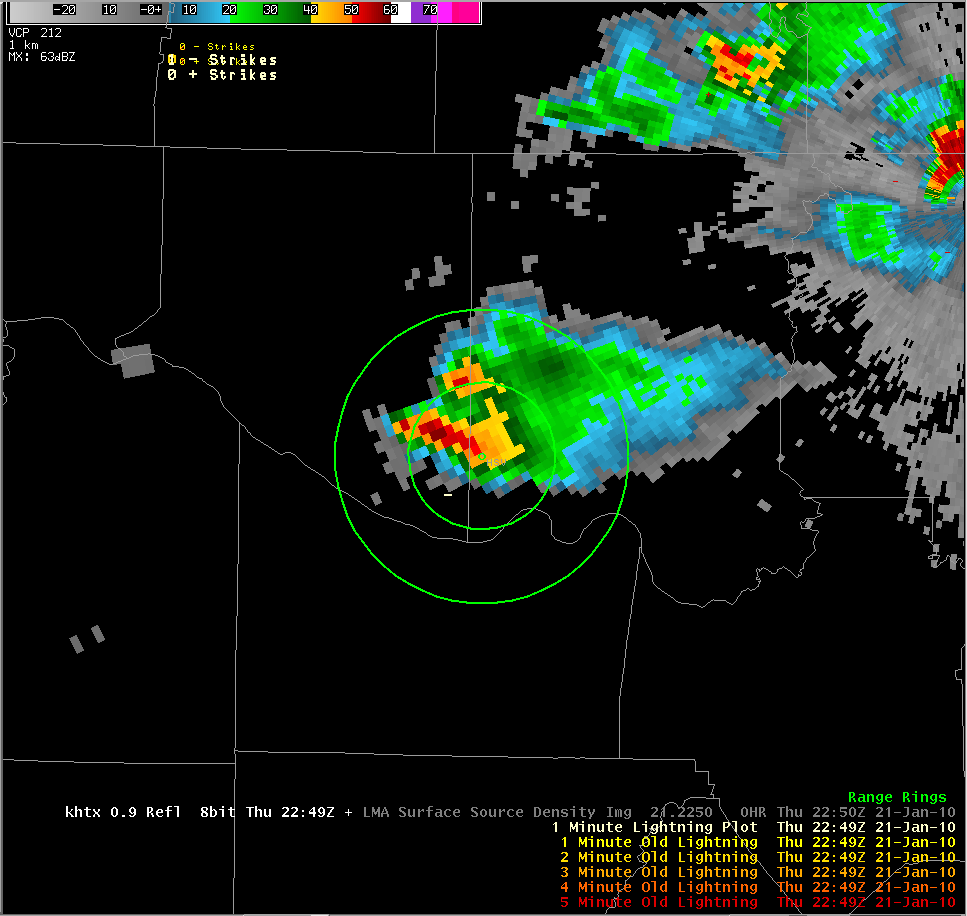 -20 10 -0+ 10 20 30 40 50 60 70
VCP 212
1 km
MX: 63dBZ
0 - Strikes
0 - Strikes
0 + Strikes
Range Rings
khtx 0.9 Refl 8bit Thu 22:49Z + LMA Surface Source Density Img 21.2250 OHR Thu 22:50Z 21-Jan-10
1 Minute Lightning Plot Thu 22:49Z 21-Jan-10
1 Minute Old Lightning Thu 22:49Z 21-Jan-10
2 Minute Old Lightning Thu 22:49Z 21-Jan-10
3 Minute Old Lightning Thu 22:49Z 21-Jan-10
4 Minute Old Lightning Thu 22:49Z 21-Jan-10
5 Minute Old Lightning Thu 22:49Z 21-Jan-10